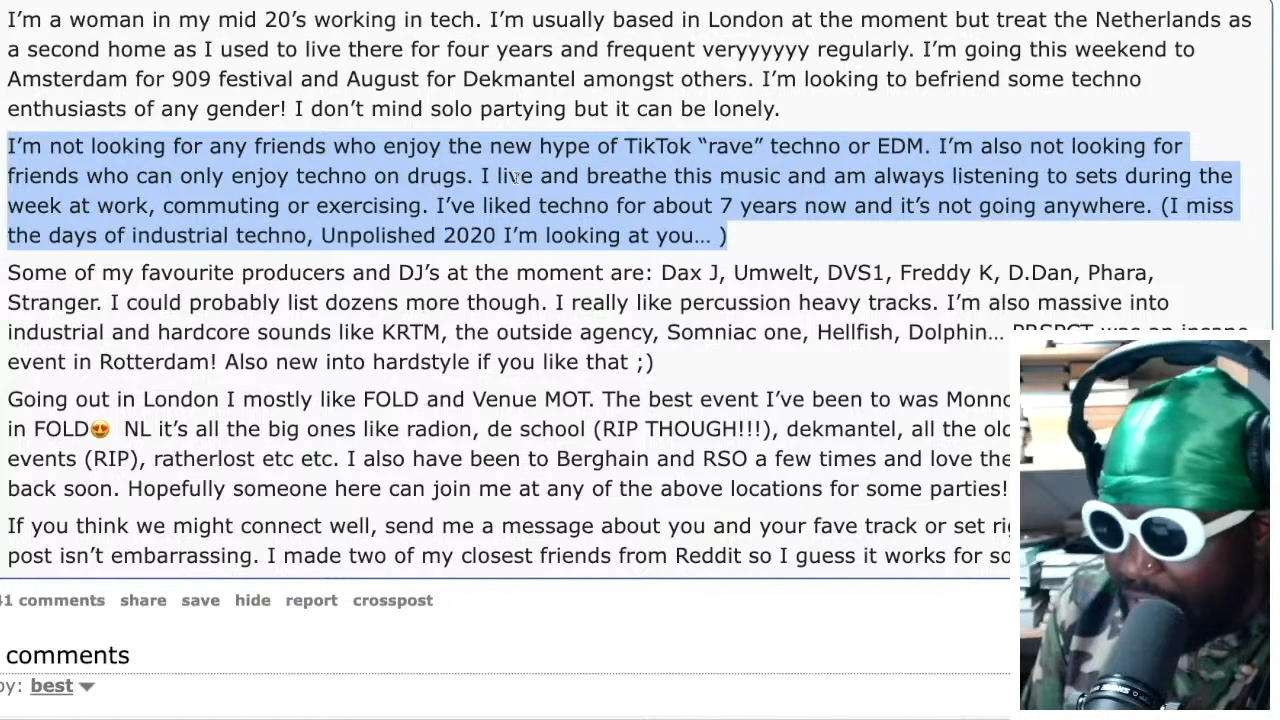 I’m a woman in my mid 20’s working in tech. I’m usually based in London at the moment but treat the Netherlands as
a second home as I used to live there for four years and frequent veryyyyyy regularly. I’m going this weekend to
Amsterdam for 909 festival and August for Dekmantel amongst others. I’m looking to befriend some techno
enthusiasts of any gender! I don’t mind solo partying but it can be lonely.
I’m not looking for any friends who enjoy the new hype of TikTok “rave” techno or EDM. I’m also not looking for
friends who can only enjoy techno on drugs. I live and breathe this music and am always listening to sets during the
week at work, commuting or exercising. I’ve liked techno for about 7 years now and it’s not going anywhere. (I miss
the days of industrial techno, Unpolished 2020 I’m looking at you… )
Some of my favourite producers and DJ’s at the moment are: Dax J, Umwelt, DVS1, Freddy K, D.Dan, Phara,
Stranger. I could probably list dozens more though. I really like percussion heavy tracks. I’m also massive into
industrial and hardcore sounds like KRTM, the outside agency, Somniac one, Hellfish, Dolphin… PRSPCT was an insane
event in Rotterdam! Also new into hardstyle if you like that ;)
Going out in London I mostly like FOLD and Venue MOT. The best event I’ve been to was Monno
in FOLD😍 NL it’s all the big ones like radion, de school (RIP THOUGH!!!), dekmantel, all the old
events (RIP), ratherlost etc etc. I also have been to Berghain and RSO a few times and love the
back soon. Hopefully someone here can join me at any of the above locations for some parties!
If you think we might connect well, send me a message about you and your fave track or set
post isn’t embarrassing. I made two of my closest friends from Reddit so I guess it works for
41 comments share save hide report crosspost
comments
by: best